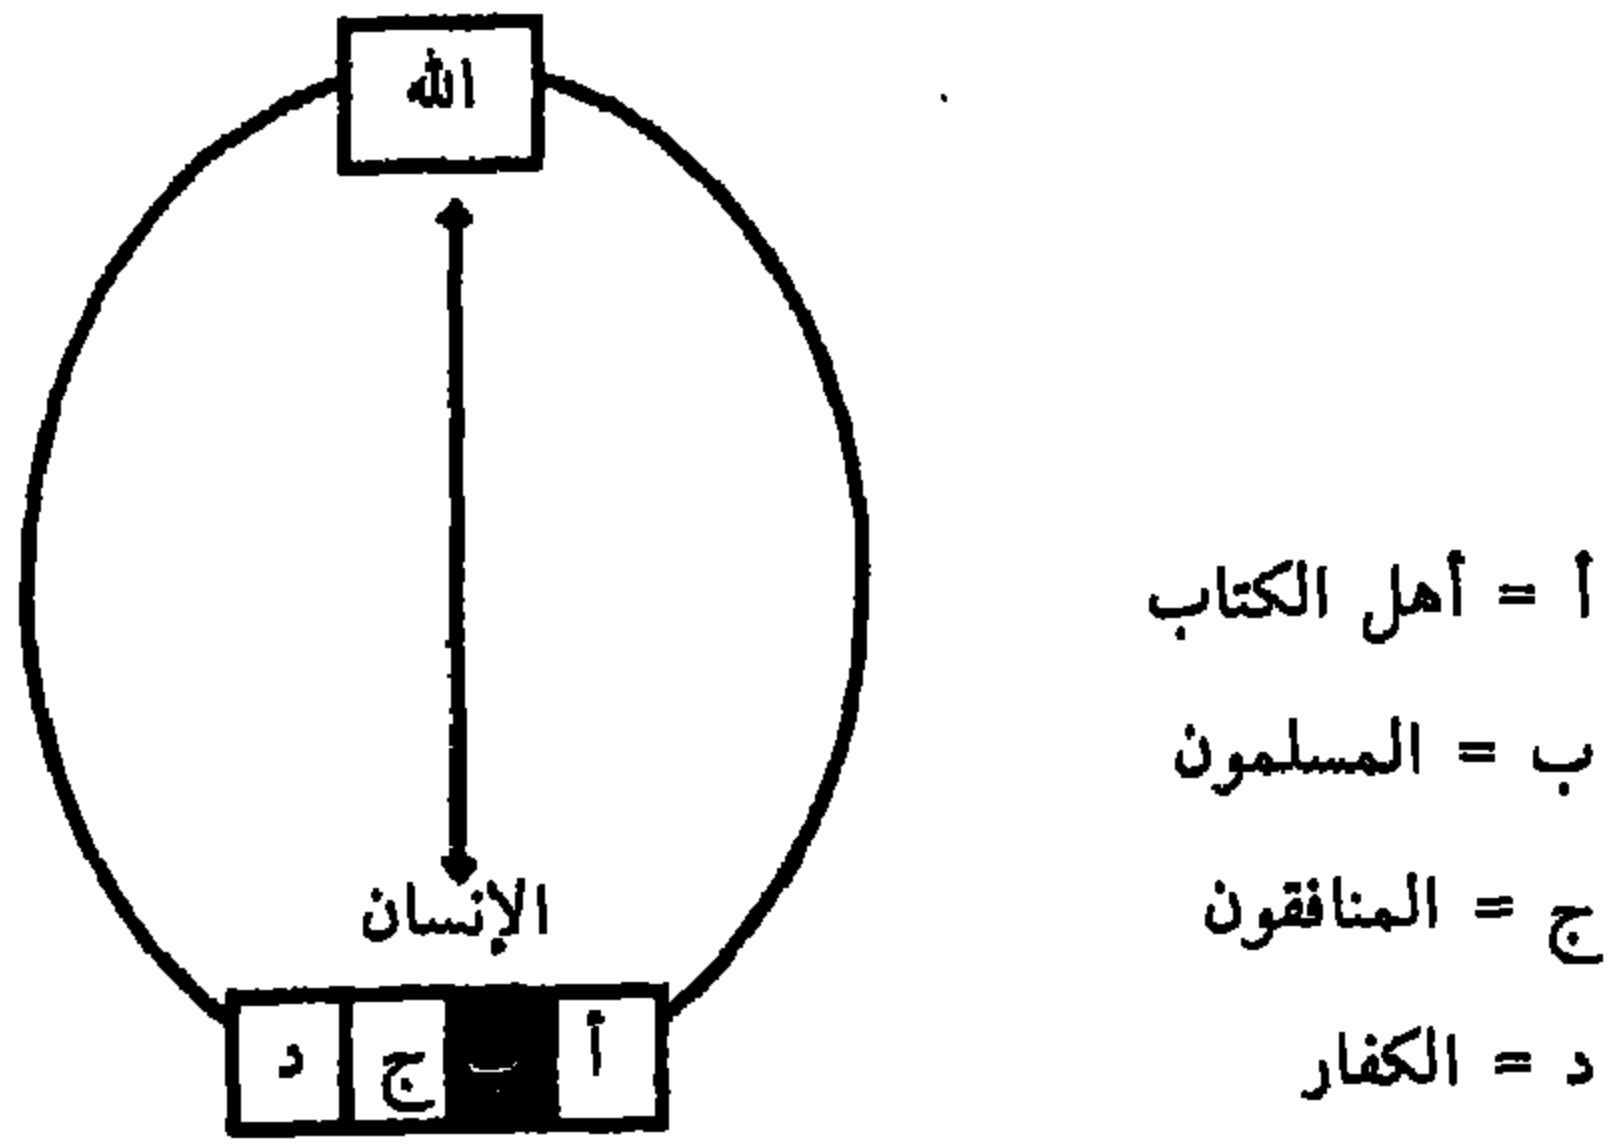 الله
الإنسان
أ ب ج د
أ = أهل الكتاب
ب = المسلمون
ج = المنافقون
د = الكفار